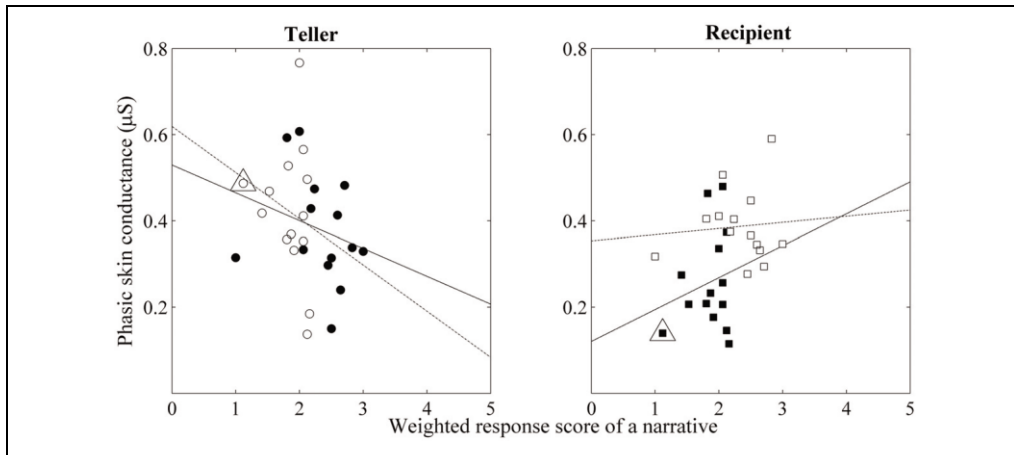 Teller
Recipient
Phasic skin conductance (μS)
0.8
0.6
0.4
0.2
0 1 2 3 4 5
0.8
0.6
0.4
0.2
0 1 2 3 4 5
Weighted response score of a narrative